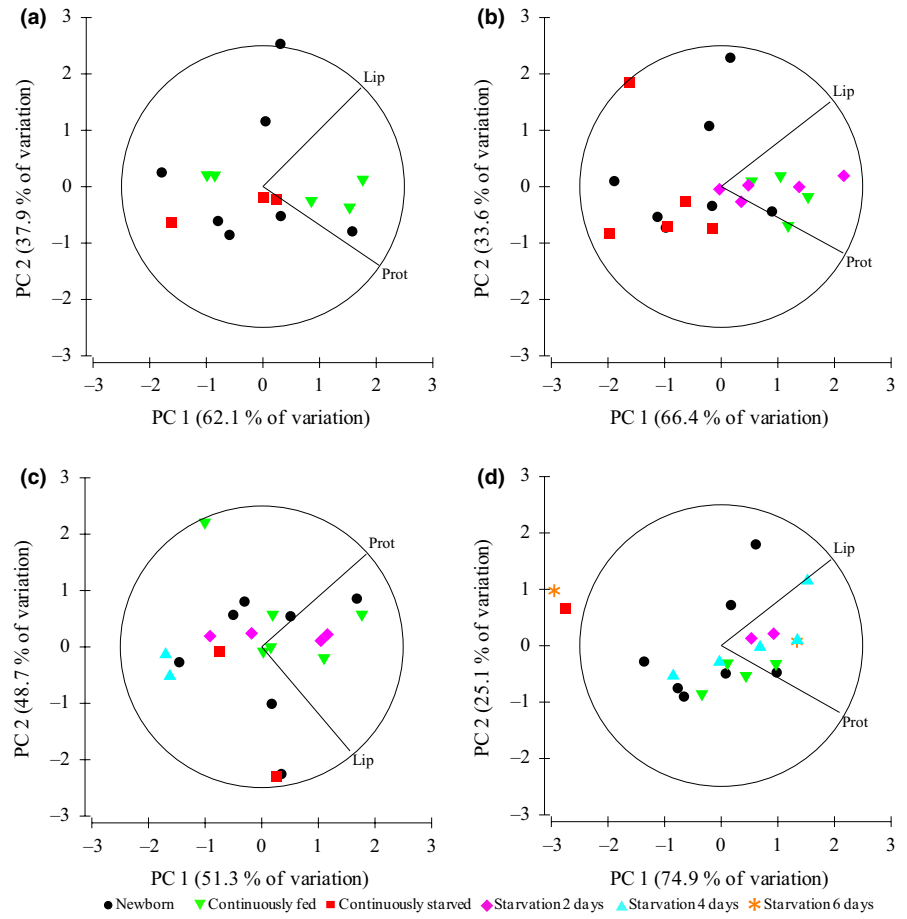 (a)
3
2
1
0
−1
−2
−3
PC 2 (37.9 % of variation)
Lip
Prot
−3 −2 −1 0 1 2 3
PC 1 (62.1 % of variation)
(b)
3
2
1
0
−1
−2
−3
PC 2 (33.6 % of variation)
Lip
Prot
−3 −2 −1 0 1 2 3
PC 1 (66.4 % of variation)
(c)
3
2
1
0
−1
−2
−3
PC 2 (48.7 % of variation)
Prot
Lip
−3 −2 −1 0 1 2 3
PC 1 (51.3 % of variation)
(d)
3
2
1
0
−1
−2
−3
PC 2 (25.1 % of variation)
Lip
Prot
−3 −2 −1 0 1 2 3
PC 1 (74.9 % of variation)
Newborn Continuously fed Continuously starved Starvation 2 days Starvation 4 days Starvation 6 days